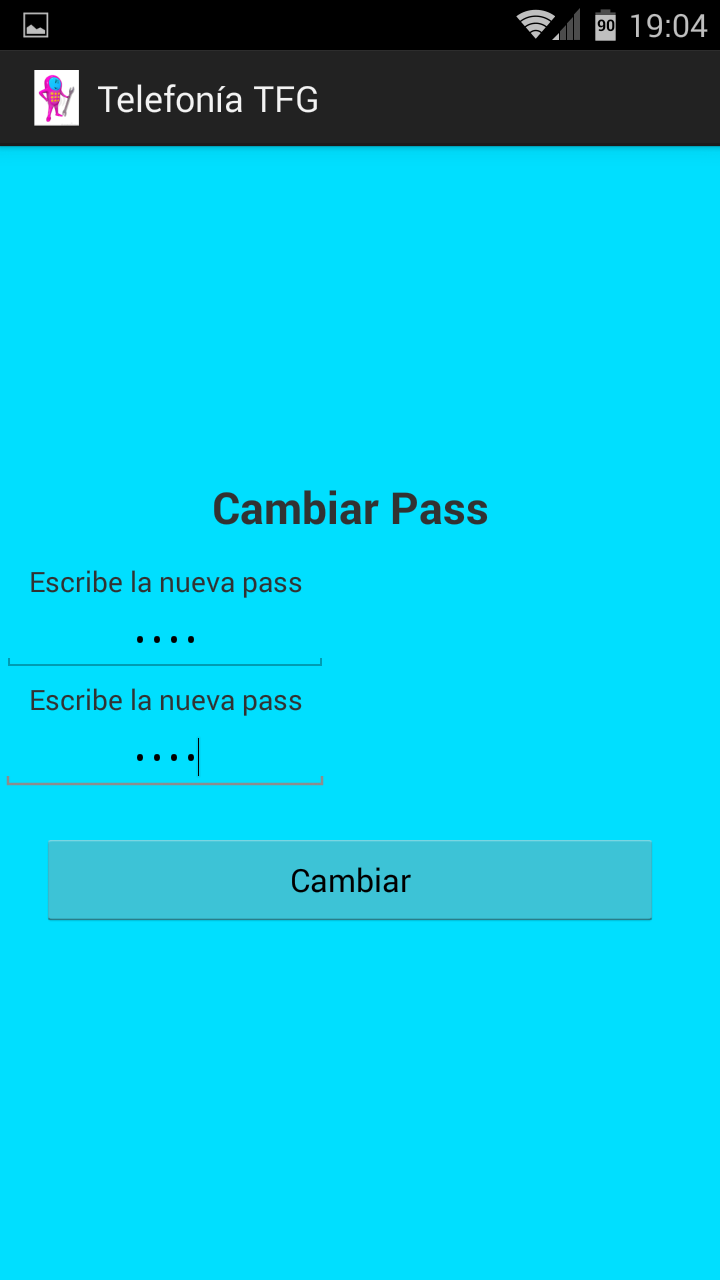 90 19:04
Telefonía TFG
Cambiar Pass
Escribe la nueva pass
••••
Escribe la nueva pass
••••
Cambiar